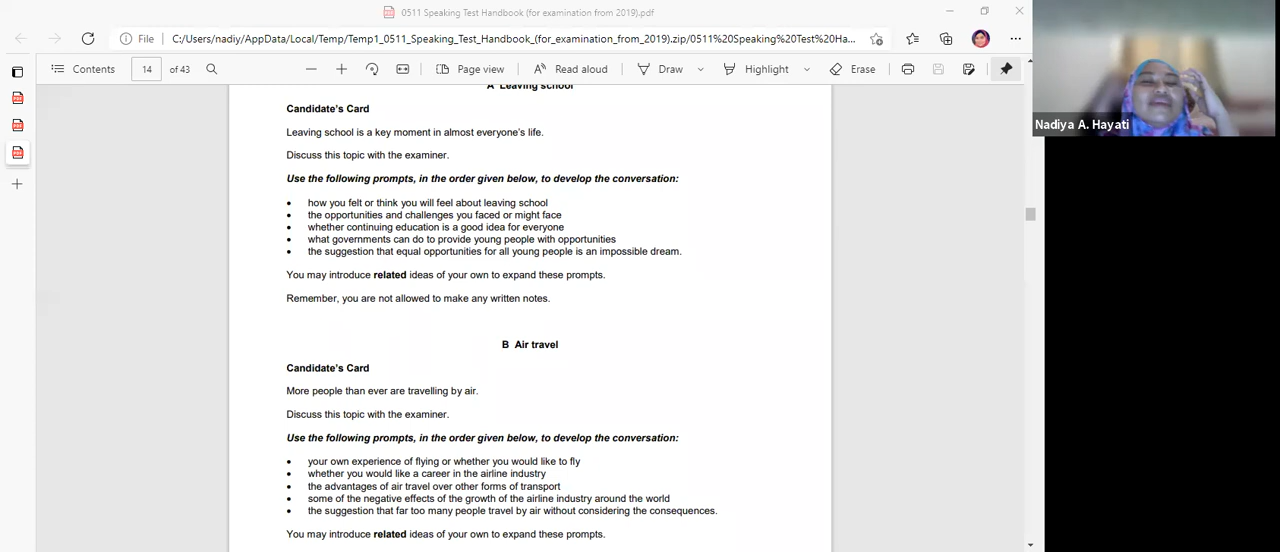 0511 Speaking Test Handbook (for examination from 2019).pdf
File C:/Users/nadiy/AppData/Local/Temp/Temp1_0511_Speaking_Test_Handbook_(for_examination_from_2019).zip/0511%20Speaking%20Test%20Ha...
Contents 14 of 43 Page view Read aloud Draw Highlight Erase
A Leaving school
Candidate's Card
Leaving school is a key moment in almost everyone's life.
Discuss this topic with the examiner.
Use the following prompts, in the order given below, to develop the conversation:
• how you felt or think you will feel about leaving school
• the opportunities and challenges you faced or might face
• whether continuing education is a good idea for everyone
• what governments can do to provide young people with opportunities
• the suggestion that equal opportunities for all young people is an impossible dream.
You may introduce related ideas of your own to expand these prompts.
Remember, you are not allowed to make any written notes.
B Air travel
Candidate's Card
More people than ever are travelling by air.
Discuss this topic with the examiner.
Use the following prompts, in the order given below, to develop the conversation:
• your own experience of flying or whether you would like to fly
• whether you would like a career in the airline industry
• the advantages of air travel over other forms of transport
• some of the negative effects of the growth of the airline industry around the world
• the suggestion that far too many people travel by air without considering the consequences.
You may introduce related ideas of your own to expand these prompts.
Nadiya A. Hayati